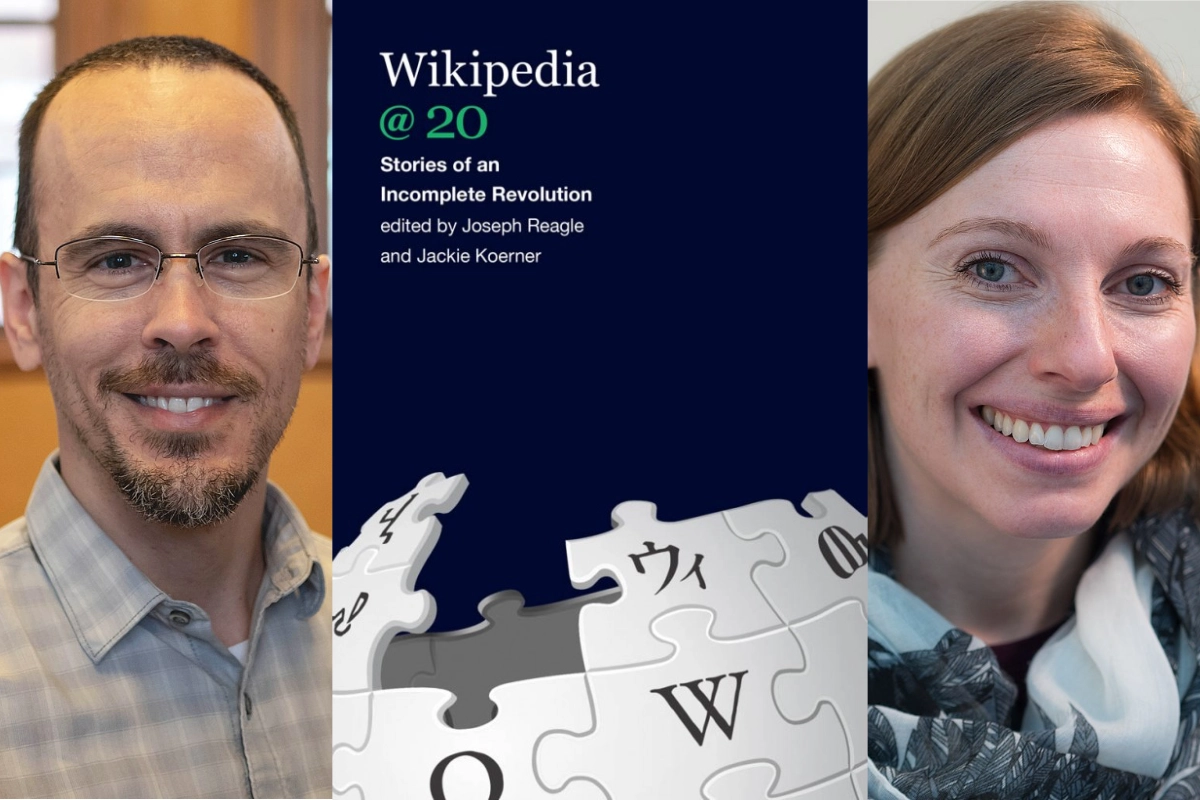 Wikipedia
@ 20
Stories of an
Incomplete Revolution
edited by Joseph Reagle
and Jackie Koerner
ウィ
W